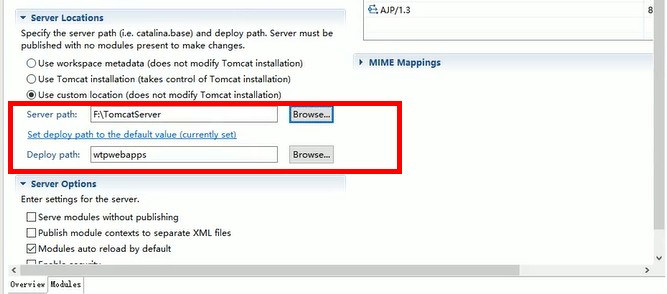 Server Locations
Specify the server path (i.e. catalina.base) and deploy path. Server must be
published with no modules present to make changes.
Use workspace metadata (does not modify Tomcat installation)
Use Tomcat installation (takes control of Tomcat installation)
Use custom location (does not modify Tomcat installation)
Server path: F:\TomcatServer Browse...
Set deploy path to the default value (currently set)
Deploy path: wtpwebapps Browse...
Server Options
Enter settings for the server.
Serve modules without publishing
Publish module contexts to separate XML files
Modules auto reload by default
Enable security
Overview Modules
AJP/1.3 8
MIME Mappings